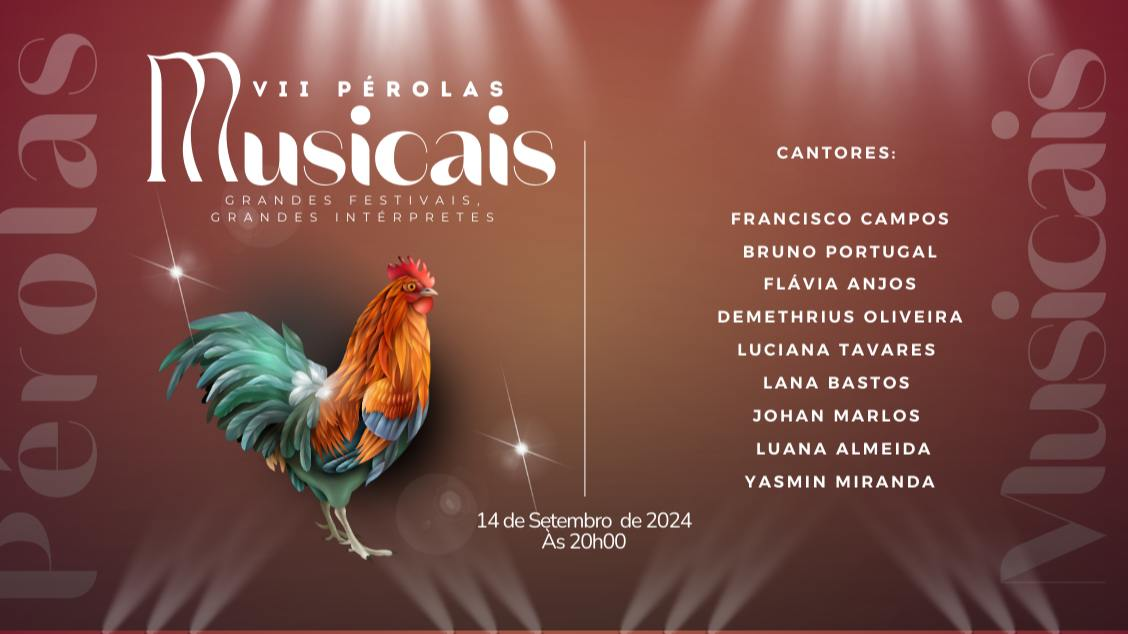 VII PÉROLAS
Musicais
GRANDES FESTIVAIS,
GRANDES INTÉRPRETES
CANTORES:
FRANCISCO CAMPOS
BRUNO PORTUGAL
FLÁVIA ANJOS
DEMETHRIUS OLIVEIRA
LUCIANA TAVARES
LANA BASTOS
JOHAN MARLOS
LUANA ALMEIDA
YASMIN MIRANDA
14 de Setembro de 2024
Às 20h00
Pérolas
Musicais